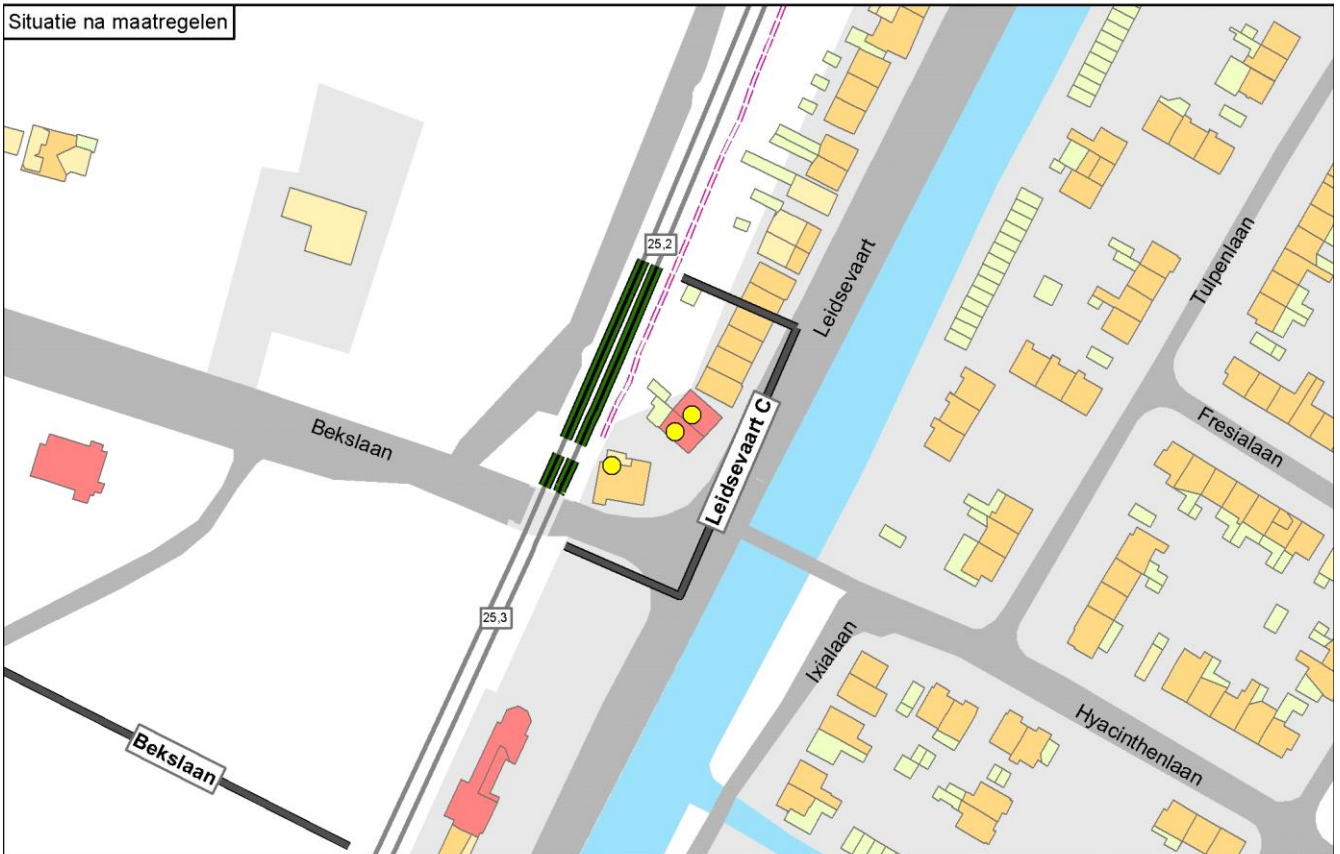 Situatie na maatregelen
25,2
Leidsevaart
Tulpenlaan
Bekslaan
Leidsevaart C
Fresialaan
25,3
Ixialaan
Hyacinthenlaan
Bekslaan